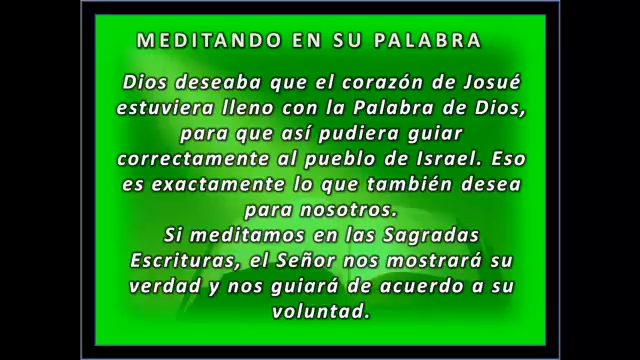 MEDITANDO EN SU PALABRA
Dios deseaba que el corazón de Josué
estuviera lleno con la Palabra de Dios,
para que así pudiera guiar
correctamente al pueblo de Israel. Eso
es exactamente lo que también desea
para nosotros.
Si meditamos en las Sagradas
Escrituras, el Señor nos mostrará su
verdad y nos guiará de acuerdo a su
voluntad.